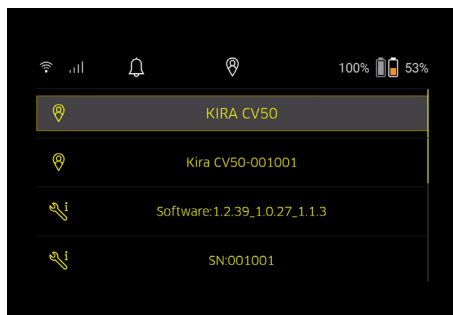 100% 53%
KIRA CV50
Kira CV50-001001
i Software:1.2.39_1.0.27_1.1.3
i SN:001001